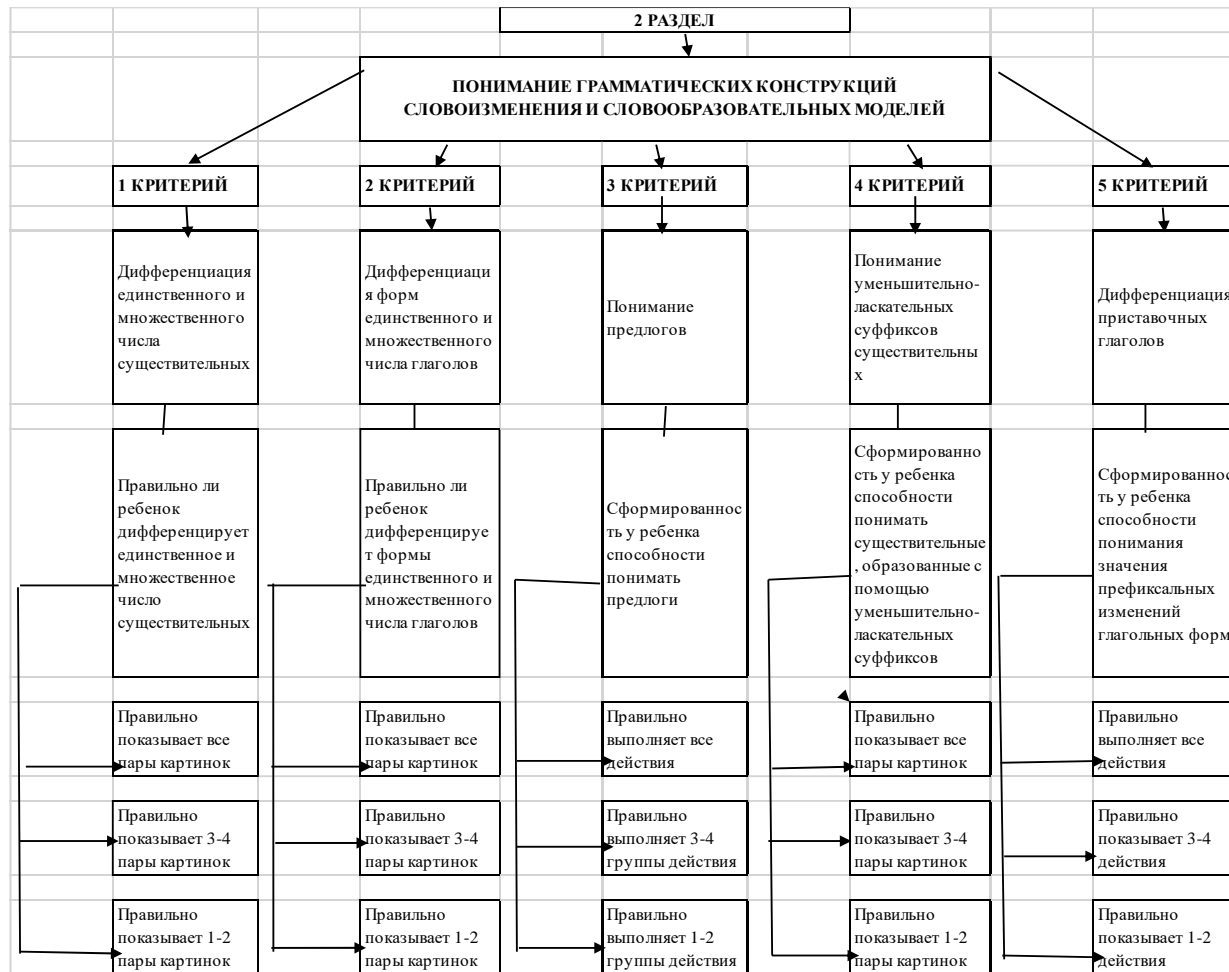 2 РАЗДЕЛ
ПОНИМАНИЕ ГРАММАТИЧЕСКИХ КОНСТРУКЦИЙ
СЛОВОИЗМЕНЕНИЯ И СЛОВООБРАЗОВАТЕЛЬНЫХ МОДЕЛЕЙ
1 КРИТЕРИЙ
2 КРИТЕРИЙ
3 КРИТЕРИЙ
4 КРИТЕРИЙ
5 КРИТЕРИЙ
Дифференциация
единственного и
множественного
числа
существительных
Дифференциаци
я форм
единственного и
множественного
числа глаголов
Понимание
предлогов
Понимание
уменьшительно-
ласкательных
суффиксов
существительны
х
Дифференциация
приставочных
глаголов
Правильно ли
ребенок
дифференцирует
единственное и
множественное
число
существительных
Правильно ли
ребенок
дифференцируе
т формы
единственного и
множественного
числа глаголов
Сформированнос
ть у ребенка
способности
понимать
предлоги
Сформированно
сть у ребенка
способности
понимать
существительные
, образованные с
помощью
уменьшительно-
ласкательных
суффиксов
Сформированнос
ть у ребенка
способности
понимания
значения
префиксальных
изменений
глагольных форм
Правильно
показывает все
пары картинок
Правильно
показывает все
пары картинок
Правильно
выполняет все
действия
Правильно
показывает все
пары картинок
Правильно
выполняет все
действия
Правильно
показывает 3-4
пары картинок
Правильно
показывает 3-4
пары картинок
Правильно
выполняет 3-4
группы действия
Правильно
показывает 3-4
пары картинок
Правильно
показывает 3-4
действия
Правильно
показывает 1-2
пары картинок
Правильно
показывает 1-2
пары картинок
Правильно
выполняет 1-2
группы действия
Правильно
показывает 1-2
пары картинок
Правильно
показывает 1-2
действия